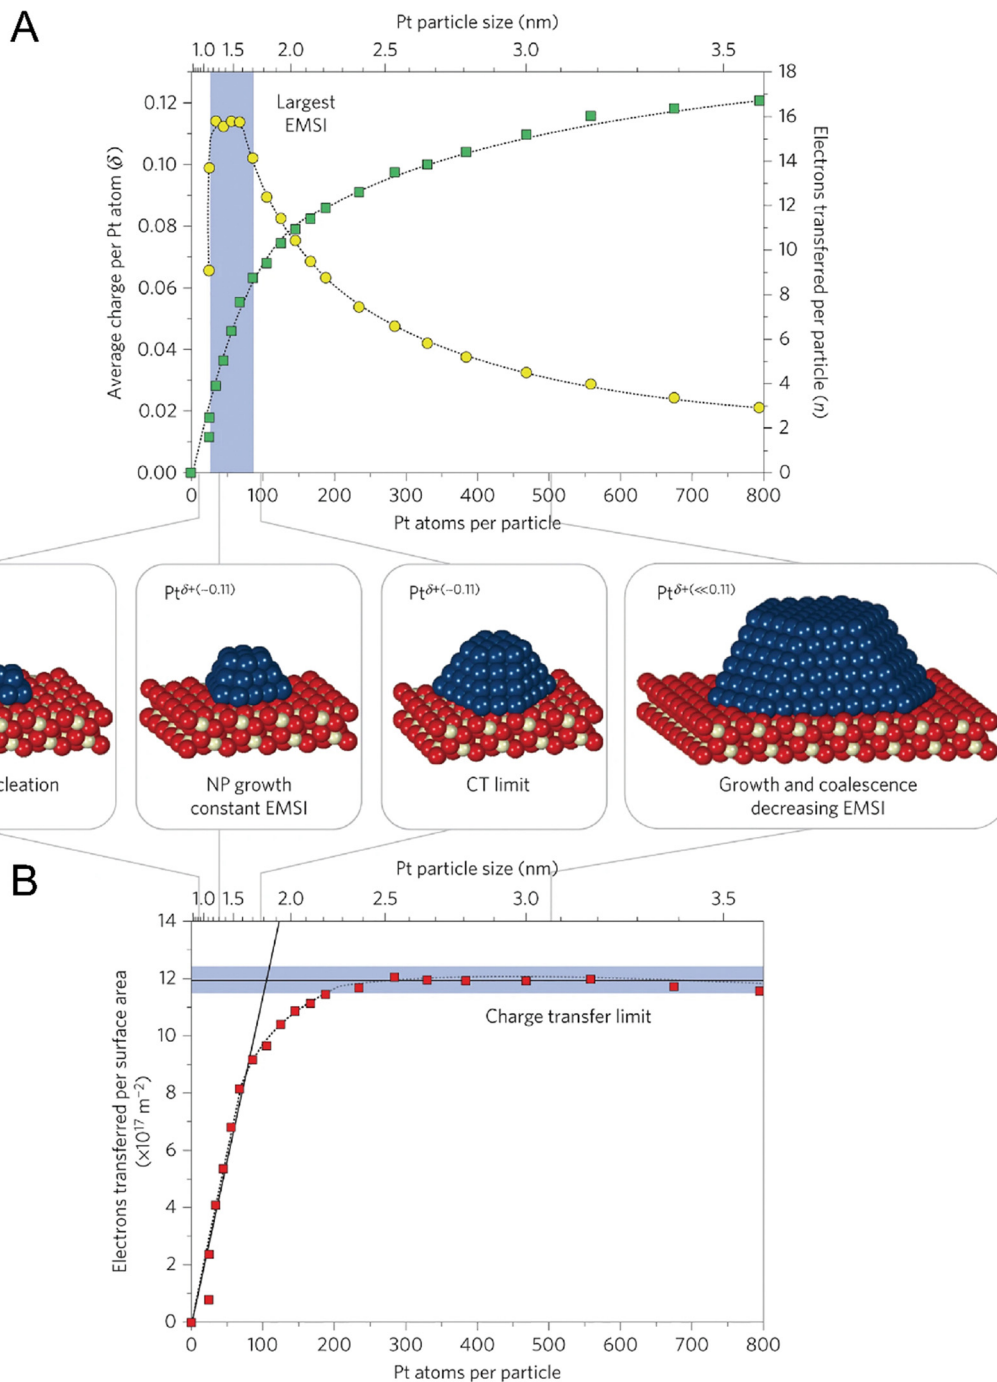 A
Pt particle size (nm)
1.0 1.5 2.0 2.5 3.0 3.5
Average charge per Pt atom (δ)
0.12
0.10
0.08
0.06
0.04
0.02
0.00
Largest
EMSI
18
16
14
12
10
8
6
4
2
0
Electrons transferred per particle (n)
0 100 200 300 400 500 600 700 800
Pt atoms per particle
cleation
Ptδ+(~0.11)
NP growth
constant EMSI
Ptδ+(~0.11)
CT limit
Ptδ+(<<0.11)
Growth and coalescence
decreasing EMSI
B
Pt particle size (nm)
1.0 1.5 2.0 2.5 3.0 3.5
Electrons transferred per surface area
(×10¹⁷ m⁻²)
14
12
10
8
6
4
2
0
Charge transfer limit
0 100 200 300 400 500 600 700 800
Pt atoms per particle